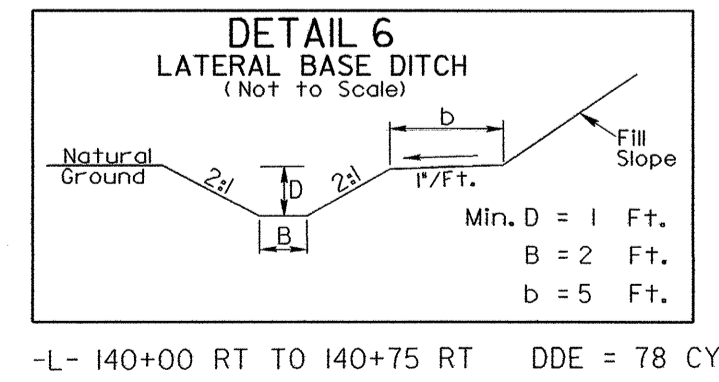 DETAIL 6
LATERAL BASE DITCH
(Not to Scale)
b
Natural
Ground
2:1
D
2:1
1"/Ft.
Fill
Slope
B
Min. D = 1 Ft.
B = 2 Ft.
b = 5 Ft.
-L- 140+00 RT TO 140+75 RT DDE = 78 CY